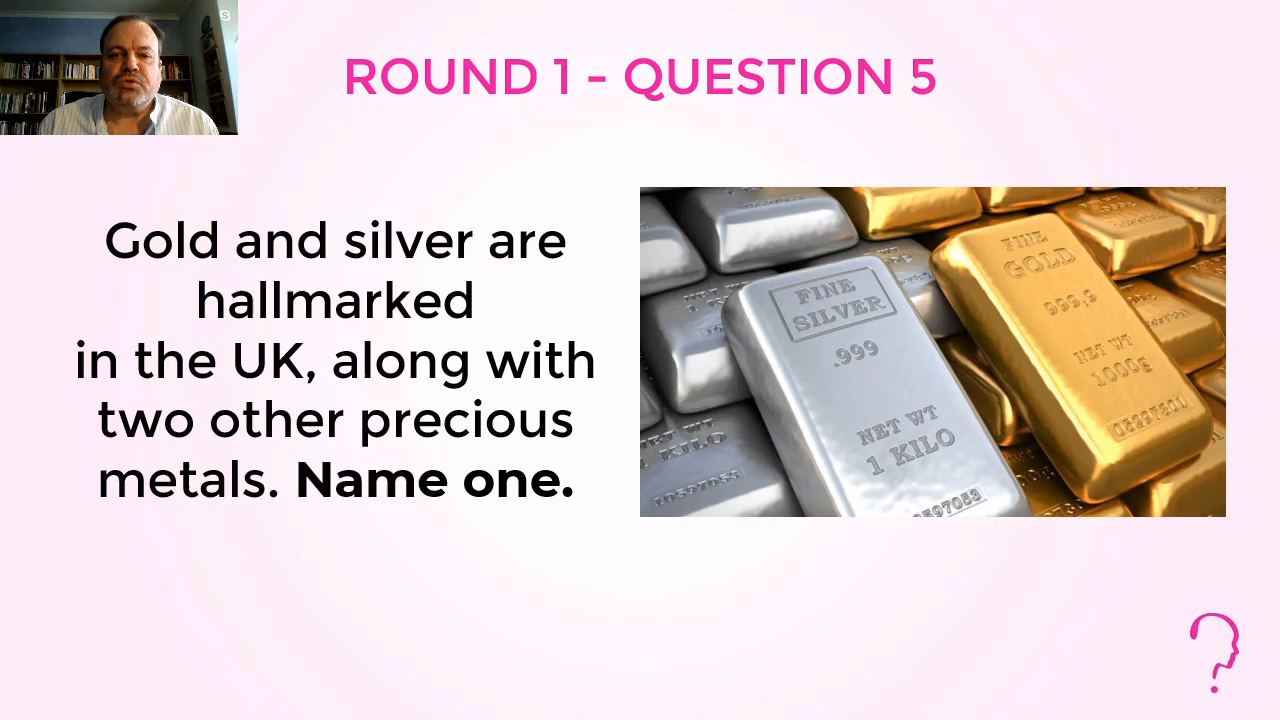 ROUND 1 - QUESTION 5
Gold and silver are
hallmarked
in the UK, along with
two other precious
metals. Name one.
FINE
SILVER
.999
NET WT
1 KILO
FINE
GOLD
999,9
NET WT
1000g